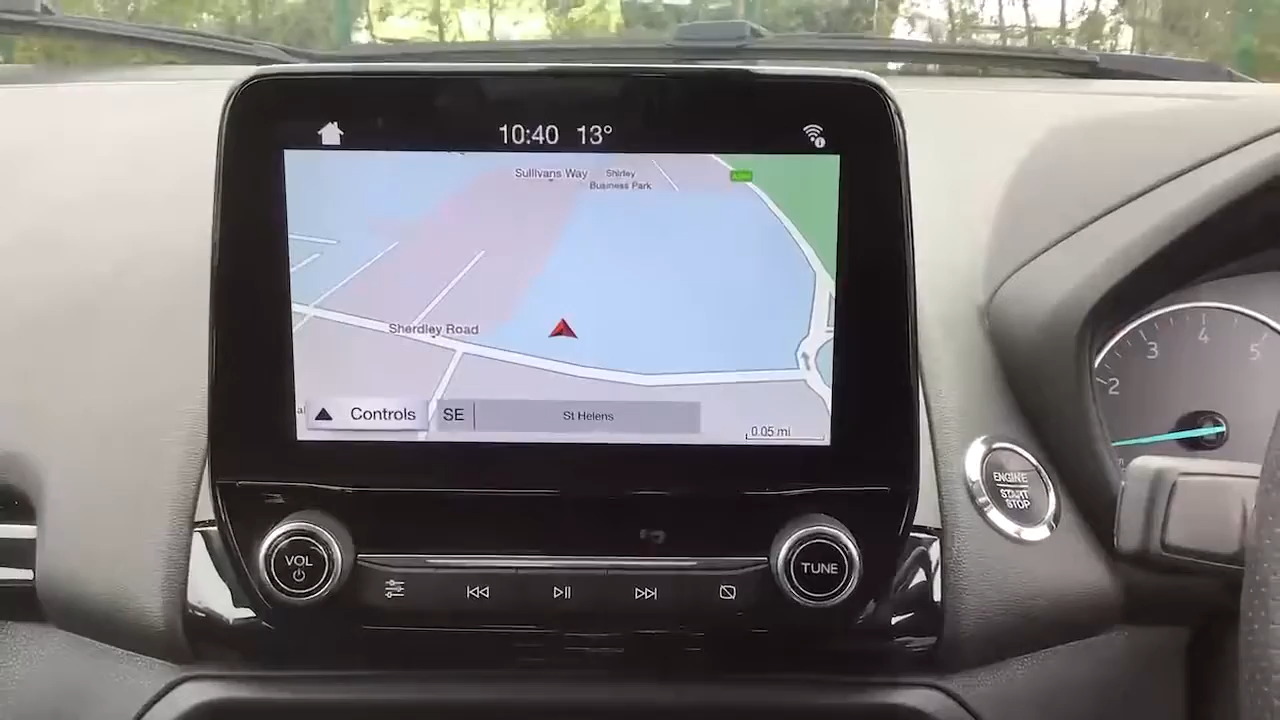 10:40 13°
Sullivans Way
Shirley
Business Park
Sherdley Road
Controls
SE
St Helens
0.05 mi
VOL
TUNE
ENGINE
START
STOP
2
3
4
5